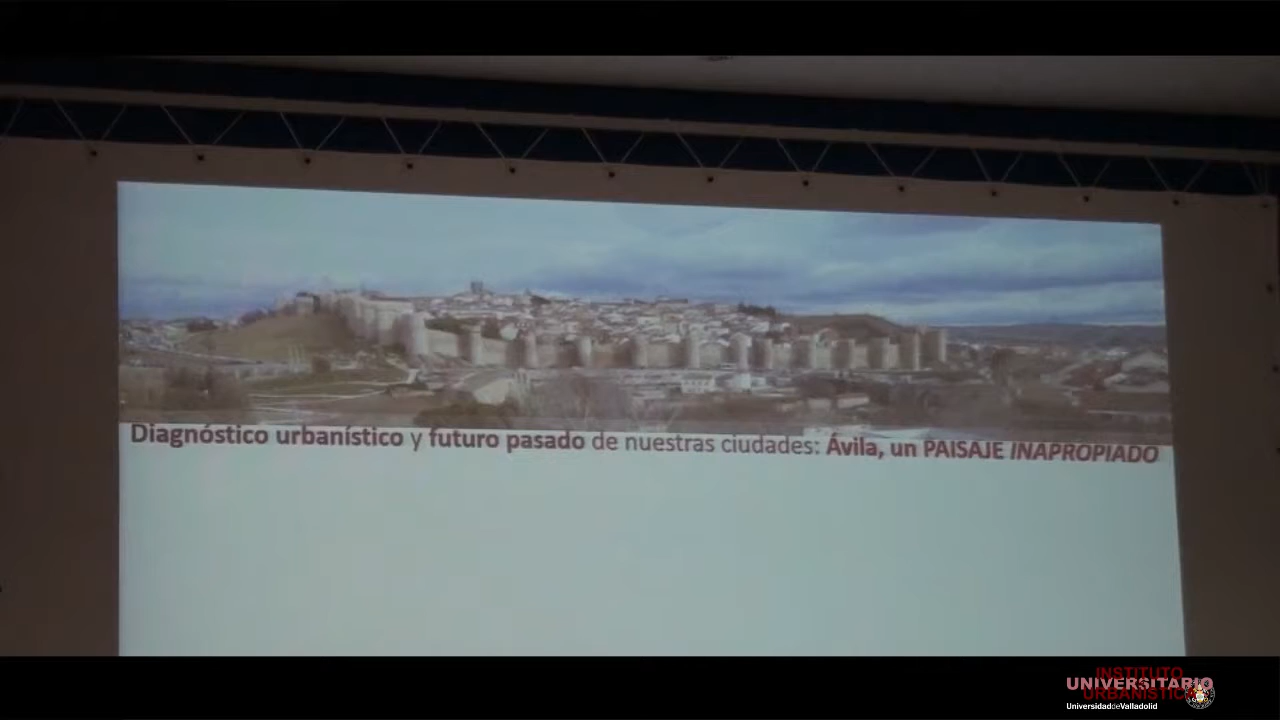 Diagnóstico urbanístico y futuro pasado de nuestras ciudades: Ávila, un PAISAJE INAPROPIADO
INSTITUTO
UNIVERSITARIO
URBANÍSTICA
UniversidaddeValladolid